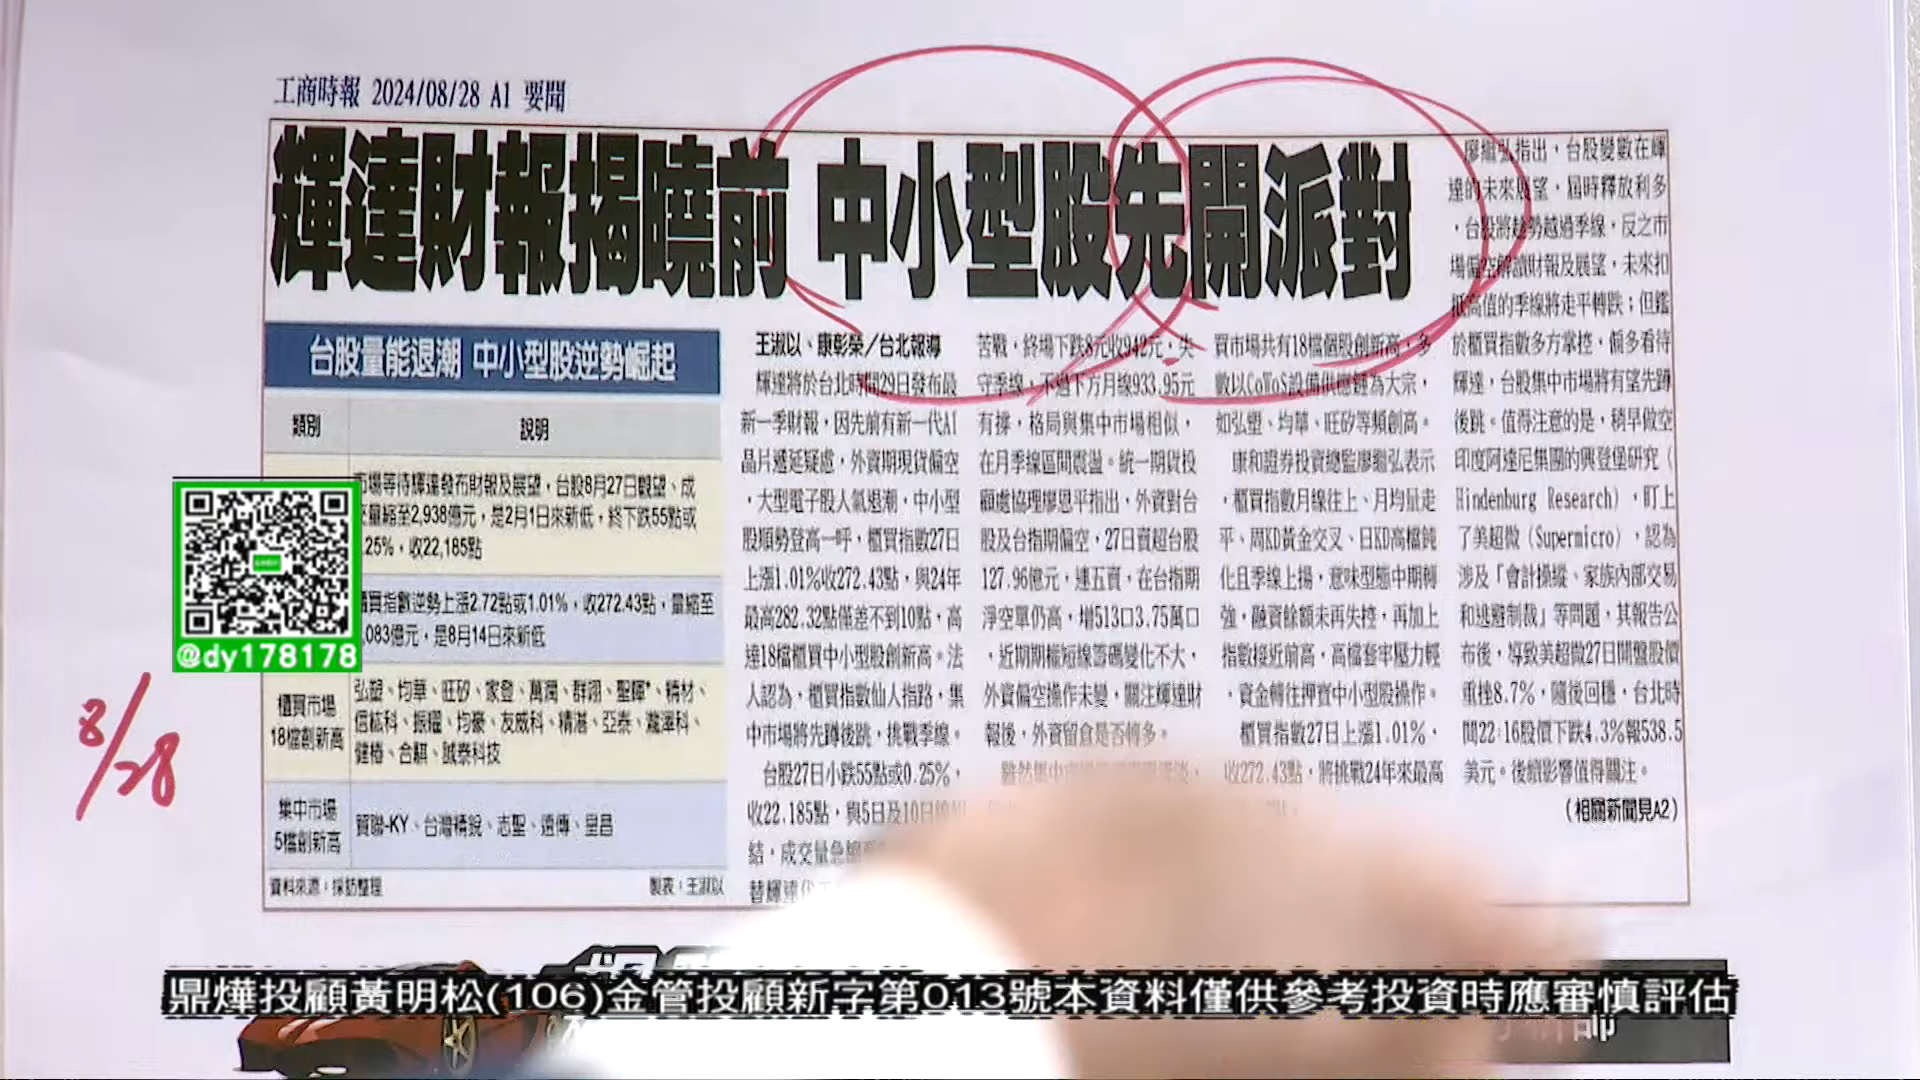 工商時報 2024/08/28 A1 要聞
輝達財報揭曉前 中小型股先開派對
台股量能退潮 中小型股逆勢崛起
類別 說明
市場等待輝達發布財報及展望，台股8月27日觀望、成
量縮至2,938億元，是2月1日來新低，終下跌55點或
.25%，收22,185點
買指數逆勢上漲2.72點或1.01%，收272.43點，量縮至
,083億元，是8月14日來新低
櫃買市場
18檔創新高
弘塑、均華、旺矽、家登、萬潤、群翊、聖暉*、精材、
信紘科、振曜、均豪、友威科、精湛、亞泰、瀧澤科、
健椿、合騏、誠泰科技
集中市場
5檔創新高
貿聯-KY、台灣精銳、志聖、遠傳、皇昌
資料來源：採訪整理 製表：王淑以
王淑以、康彰榮／台北報導
輝達將於台北時間29日發布最
新一季財報，因先前有新一代AI
晶片遞延疑慮，外資期現貨偏空
，大型電子股人氣退潮，中小型
股順勢登高一呼，櫃買指數27日
上漲1.01%收272.43點，與24年
最高282.32點僅差不到10點，高
達18檔櫃買中小型股創新高。法
人認為，櫃買指數仙人指路，集
中市場將先蹲後跳，挑戰季線。
台股27日小跌55點或0.25%，
收22,185點，與5日及10日線
結，成交量急縮
替輝達
苦戰，終場下跌8元收942元，失
守季線，不過下方月線933.95元
有撐，格局與集中市場相似，
在月季線區間震盪。統一期貨投
顧處協理廖恩平指出，外資對台
股及台指期偏空，27日賣超台股
127.96億元，連五賣，在台指期
淨空單仍高，增513口3.75萬口
，近期期權短線籌碼變化不大，
外資偏空操作未變，關注輝達財
報後，外資留倉是否轉多。
買市場共有18檔個股創新高，多
數以CoWoS設備供應鏈為大宗，
如弘塑、均華、旺矽等頻創高。
康和證券投資總監廖繼弘表示
，櫃買指數月線往上、月均量走
平、周KD黃金交叉、日KD高檔鈍
化且季線上揚，意味型態中期轉
強，融資餘額未再失控，再加上
指數接近前高，高檔套牢壓力輕
，資金轉往押寶中小型股操作。
櫃買指數27日上漲1.01%，
收272.43點，將挑戰24年來最高
廖繼弘指出，台股變數在輝
達的未來展望，屆時釋放利多
，台股將趁勢越過季線，反之市
場偏空解讀財報及展望，未來扣
抵高值的季線將走平轉跌；但鑑
於櫃買指數多方掌控，偏多看待
輝達，台股集中市場將有望先蹲
後跳。值得注意的是，稍早做空
印度阿達尼集團的興登堡研究（
Hindenburg Research），盯上
了美超微（Supermicro），認為
涉及「會計操縱、家族內部交易
和逃避制裁」等問題，其報告公
布後，導致美超微27日開盤股價
重挫8.7%，隨後回穩，台北時
間22:16股價下跌4.3%報538.5
美元。後續影響值得關注。
（相關新聞見A2）
@dy178178
8/28
鼎燁投顧黃明松(106)金管投顧新字第013號本資料僅供參考投資時應審慎評估